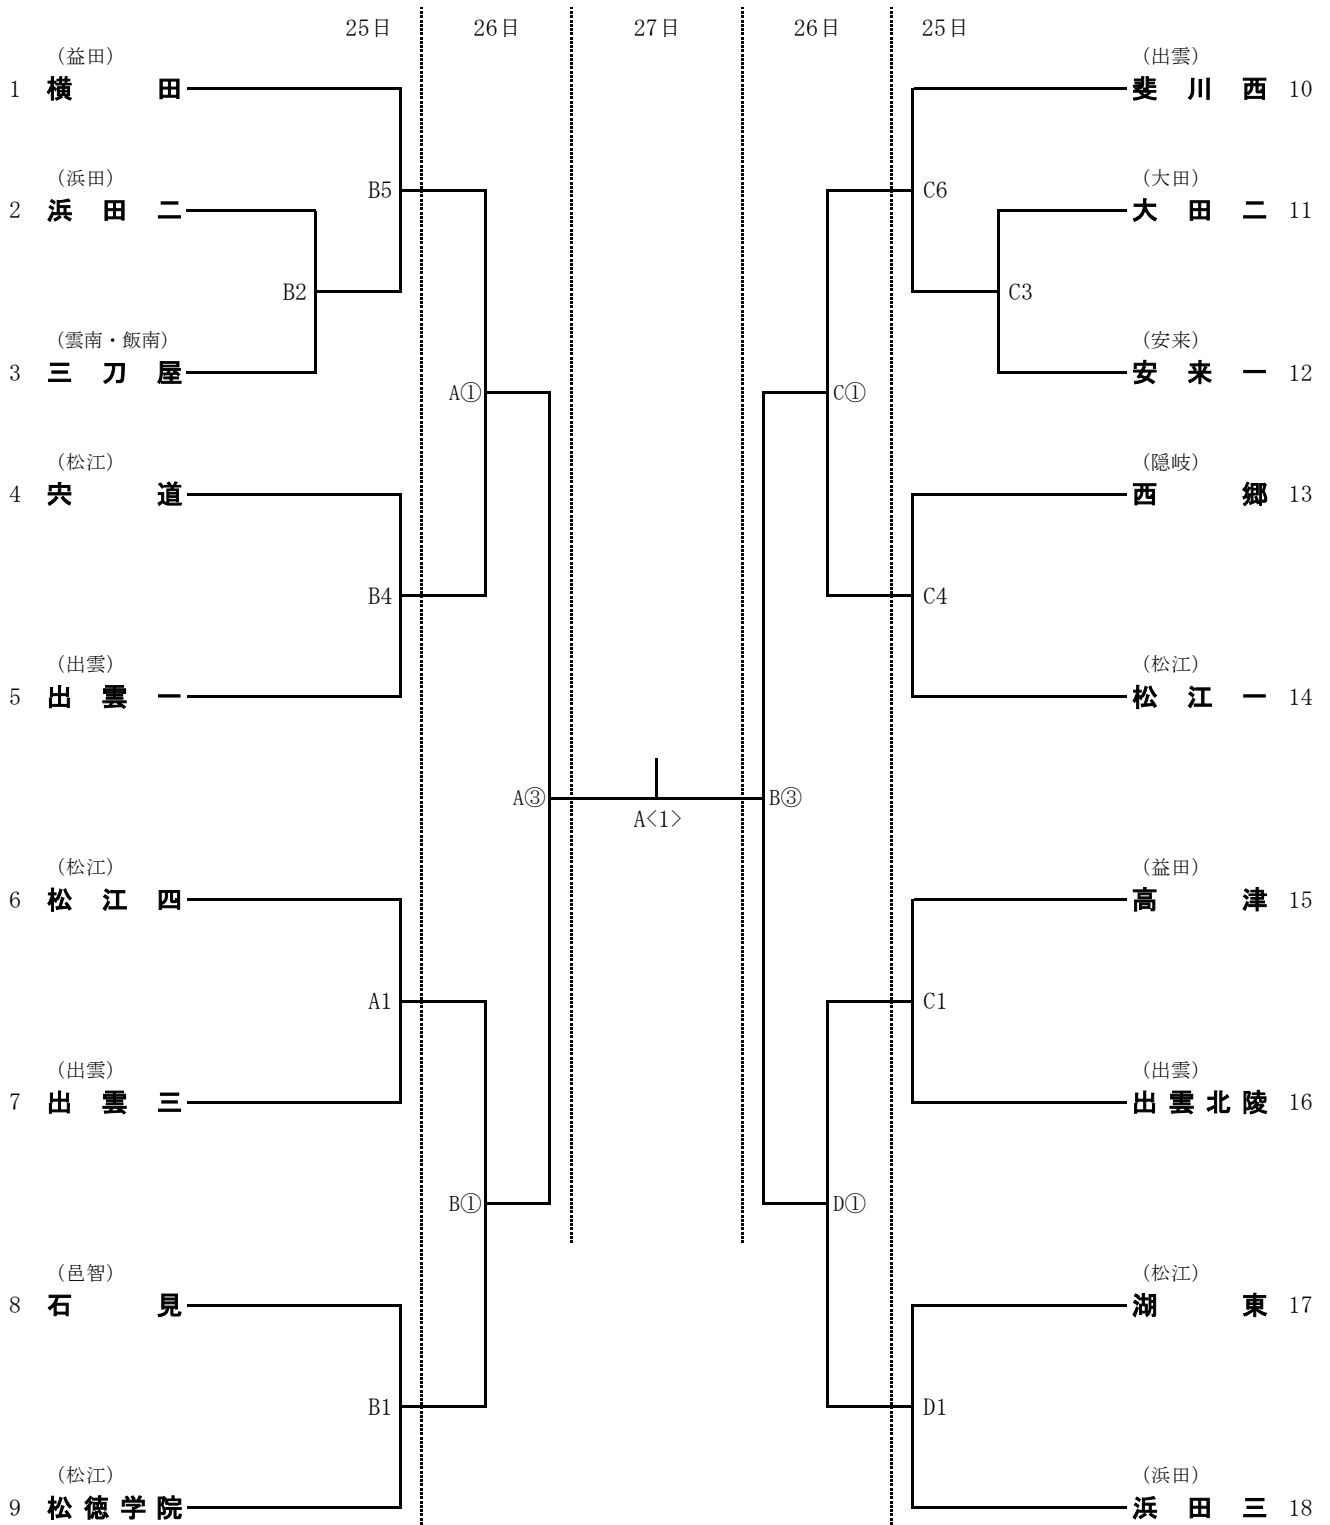 25日 26日 27日 26日 25日
(益田) (出雲)
1 横田 斐川西 10
(浜田) (大田)
B5 C6
2 浜田二 大田二 11
B2 C3
(雲南・飯南) (安来)
3 三刀屋 安来一 12
A① C①
(松江) (隠岐)
4 宍道 西郷 13
B4 C4
(出雲) (松江)
5 出雲一 松江一 14
A③ B③
A<1>
(松江) (益田)
6 松江四 高津 15
A1 C1
(出雲) (出雲)
7 出雲三 出雲北陵 16
B① D①
(邑智) (松江)
8 石見 湖東 17
B1 D1
(松江) (浜田)
9 松徳学院 浜田三 18